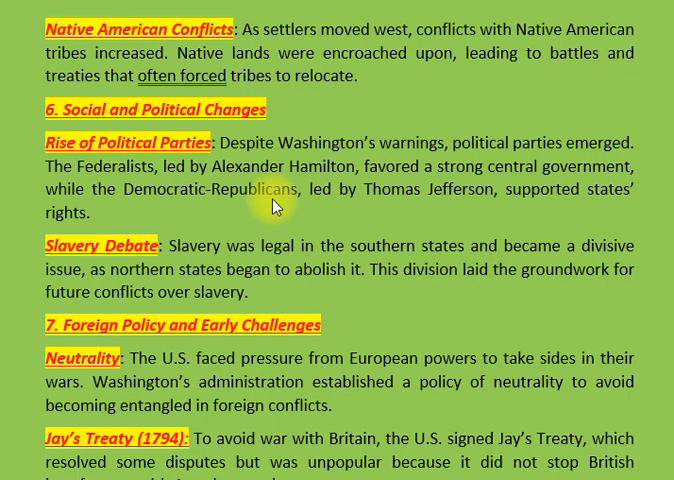 Native American Conflicts: As settlers moved west, conflicts with Native American
tribes increased. Native lands were encroached upon, leading to battles and
treaties that often forced tribes to relocate.
6. Social and Political Changes
Rise of Political Parties: Despite Washington’s warnings, political parties emerged.
The Federalists, led by Alexander Hamilton, favored a strong central government,
while the Democratic-Republicans, led by Thomas Jefferson, supported states’
rights.
Slavery Debate: Slavery was legal in the southern states and became a divisive
issue, as northern states began to abolish it. This division laid the groundwork for
future conflicts over slavery.
7. Foreign Policy and Early Challenges
Neutrality: The U.S. faced pressure from European powers to take sides in their
wars. Washington’s administration established a policy of neutrality to avoid
becoming entangled in foreign conflicts.
Jay’s Treaty (1794): To avoid war with Britain, the U.S. signed Jay’s Treaty, which
resolved some disputes but was unpopular because it did not stop British